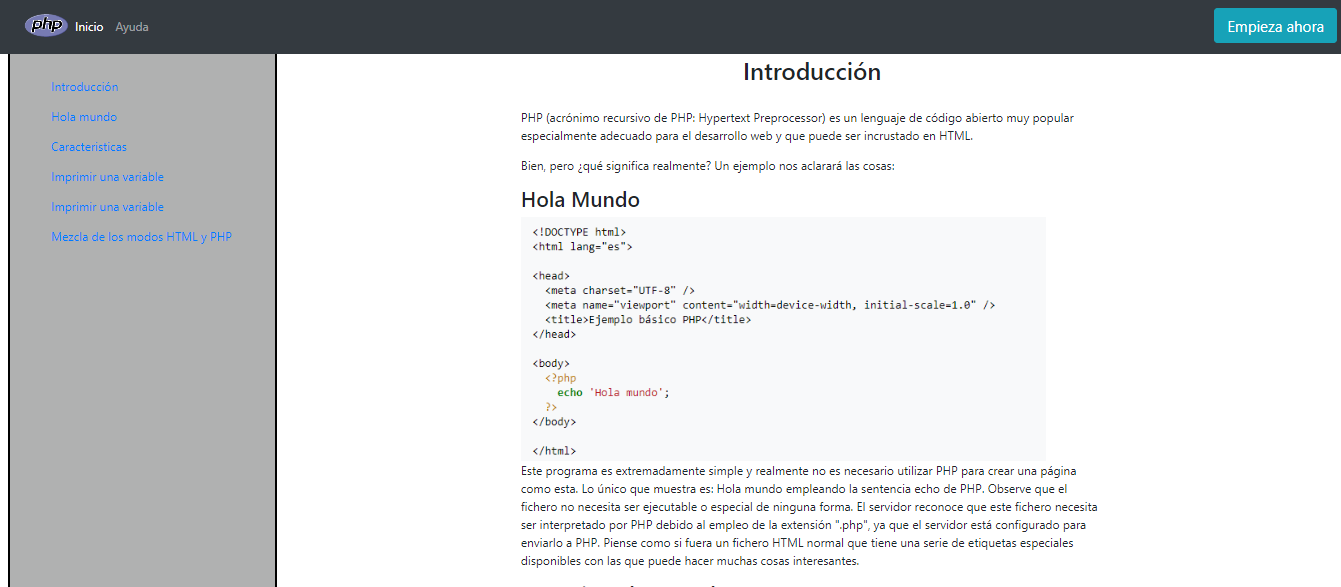 php Inicio Ayuda Empieza ahora
Introducción
Hola mundo
Caracteristicas
Imprimir una variable
Imprimir una variable
Mezcla de los modos HTML y PHP
Introducción
PHP (acrónimo recursivo de PHP: Hypertext Preprocessor) es un lenguaje de código abierto muy popular
especialmente adecuado para el desarrollo web y que puede ser incrustado en HTML.
Bien, pero ¿qué significa realmente? Un ejemplo nos aclarará las cosas:
Hola Mundo
<!DOCTYPE html>
<html lang="es">
<head>
<meta charset="UTF-8" />
<meta name="viewport" content="width=device-width, initial-scale=1.0" />
<title>Ejemplo básico PHP</title>
</head>
<body>
<?php
echo 'Hola mundo';
?>
</body>
</html>
Este programa es extremadamente simple y realmente no es necesario utilizar PHP para crear una página
como esta. Lo único que muestra es: Hola mundo empleando la sentencia echo de PHP. Observe que el
fichero no necesita ser ejecutable o especial de ninguna forma. El servidor reconoce que este fichero necesita
ser interpretado por PHP debido al empleo de la extensión ".php", ya que el servidor está configurado para
enviarlo a PHP. Piense como si fuera un fichero HTML normal que tiene una serie de etiquetas especiales
disponibles con las que puede hacer muchas cosas interesantes.